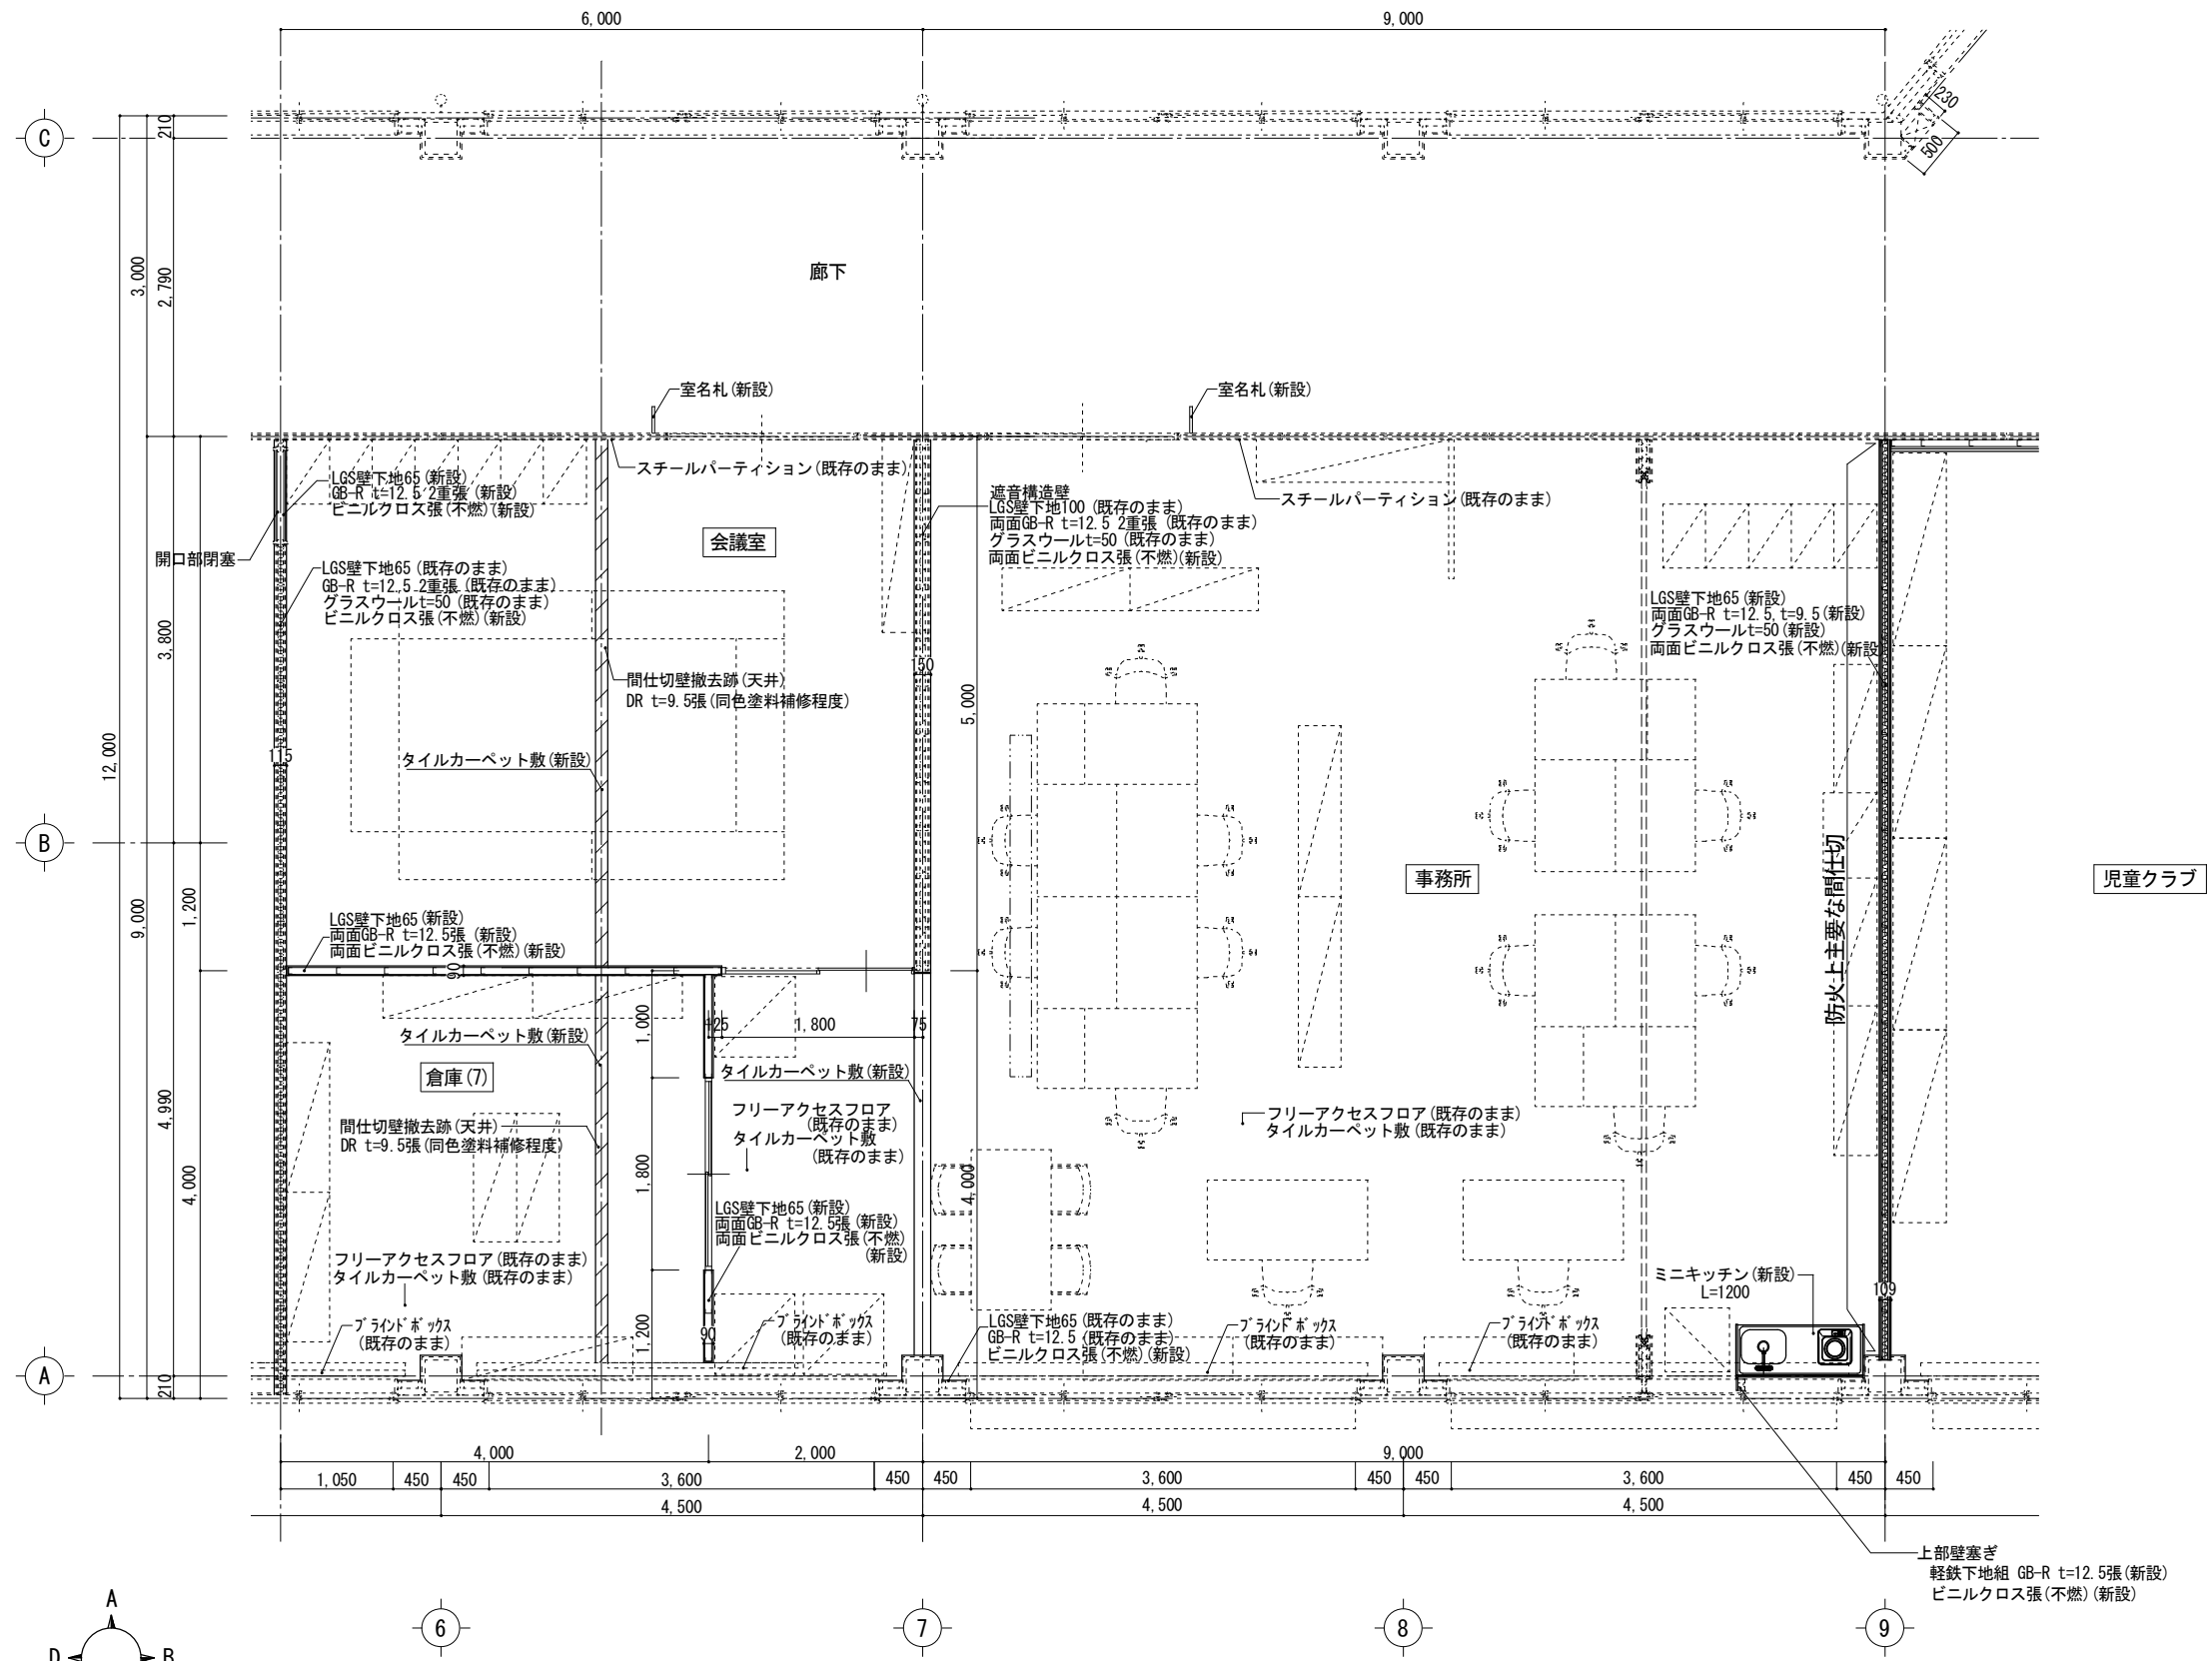 6,000
9,000
C
210
230
500
3,000
2,790
廊下
室名札(新設)
室名札(新設)
スチールパーティション(既存のまま)
LGS壁下地65(新設)
GB-R t=12.5 2重張(新設)
ビニルクロス張(不燃)(新設)
遮音構造壁
LGS壁下地100(既存のまま)
両面GB-R t=12.5 2重張(既存のまま)
グラスウールt=50(既存のまま)
両面ビニルクロス張(不燃)(新設)
スチールパーティション(既存のまま)
会議室
開口部閉塞
LGS壁下地65(既存のまま)
GB-R t=12.5 2重張(既存のまま)
グラスウールt=50(既存のまま)
ビニルクロス張(不燃)(新設)
LGS壁下地65(新設)
両面GB-R t=12.5,t=9.5(新設)
グラスウールt=50(新設)
両面ビニルクロス張(不燃)(新設)
3,800
150
間仕切壁撤去跡(天井)
DR t=9.5張(同色塗料補修程度)
5,000
12,000
115
タイルカーペット敷(新設)
B
防火上主要な間仕切
事務所
児童クラブ
9,000
1,200
LGS壁下地65(新設)
両面GB-R t=12.5張(新設)
両面ビニルクロス張(不燃)(新設)
90
1,000
425
1,800
75
タイルカーペット敷(新設)
倉庫(7)
タイルカーペット敷(新設)
4,990
フリーアクセスフロア
(既存のまま)
タイルカーペット敷
(既存のまま)
フリーアクセスフロア(既存のまま)
タイルカーペット敷(既存のまま)
間仕切壁撤去跡(天井)
DR t=9.5張(同色塗料補修程度)
4,000
1,800
4,000
LGS壁下地65(新設)
両面GB-R t=12.5張(新設)
両面ビニルクロス張(不燃)
(新設)
フリーアクセスフロア(既存のまま)
タイルカーペット敷(既存のまま)
ミニキッチン(新設)
L=1200
109
ブラインドボックス
(既存のまま)
1,200
90
ブラインドボックス
(既存のまま)
LGS壁下地65(既存のまま)
GB-R t=12.5(既存のまま)
ビニルクロス張(不燃)(新設)
ブラインドボックス
(既存のまま)
ブラインドボックス
(既存のまま)
A
210
4,000
2,000
9,000
1,050
450
450
3,600
450
450
3,600
450
450
3,600
450
450
4,500
4,500
4,500
上部壁塞ぎ
軽鉄下地組 GB-R t=12.5張(新設)
ビニルクロス張(不燃)(新設)
A
D
B
6
7
8
9